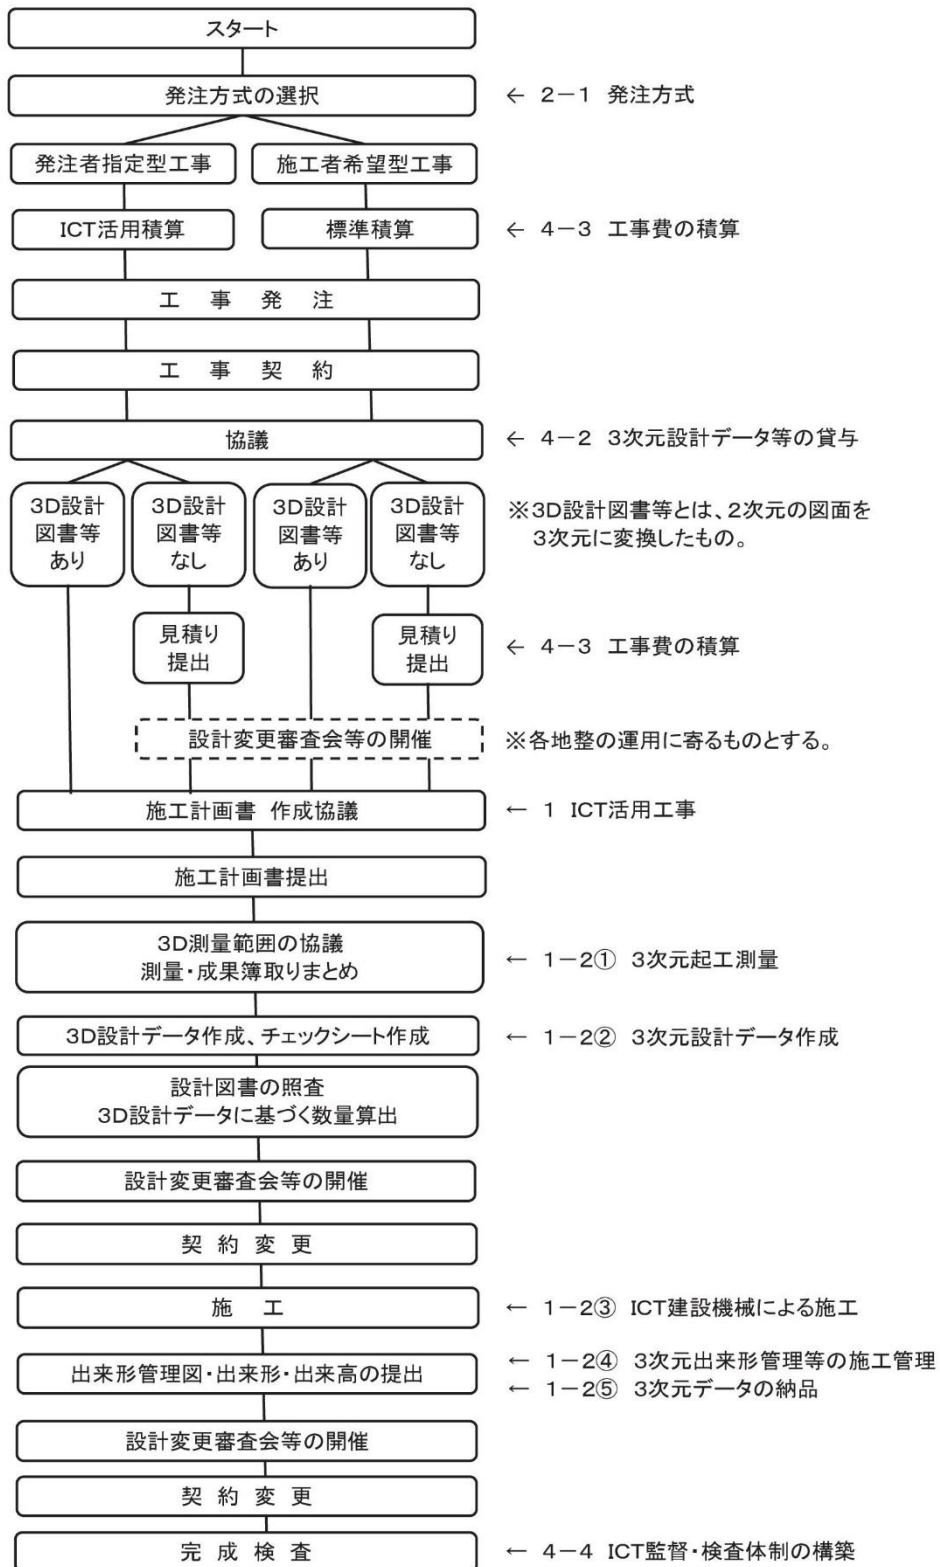 スタート
発注方式の選択
← 2-1 発注方式
発注者指定型工事
施工者希望型工事
ICT活用積算
標準積算
← 4-3 工事費の積算
工 事 発 注
工 事 契 約
協議
← 4-2 3次元設計データ等の貸与
3D設計
図書等
あり
3D設計
図書等
なし
3D設計
図書等
あり
3D設計
図書等
なし
※3D設計図書等とは、2次元の図面を
3次元に変換したもの。
見積り
提出
見積り
提出
← 4-3 工事費の積算
設計変更審査会等の開催
※各地整の運用に寄るものとする。
施工計画書 作成協議
← 1 ICT活用工事
施工計画書提出
3D測量範囲の協議
測量・成果簿取りまとめ
← 1-2① 3次元起工測量
3D設計データ作成、チェックシート作成
← 1-2② 3次元設計データ作成
設計図書の照査
3D設計データに基づく数量算出
設計変更審査会等の開催
契 約 変 更
施 工
← 1-2③ ICT建設機械による施工
出来形管理図・出来形・出来高の提出
← 1-2④ 3次元出来形管理等の施工管理
← 1-2⑤ 3次元データの納品
設計変更審査会等の開催
契 約 変 更
完 成 検 査
← 4-4 ICT監督・検査体制の構築